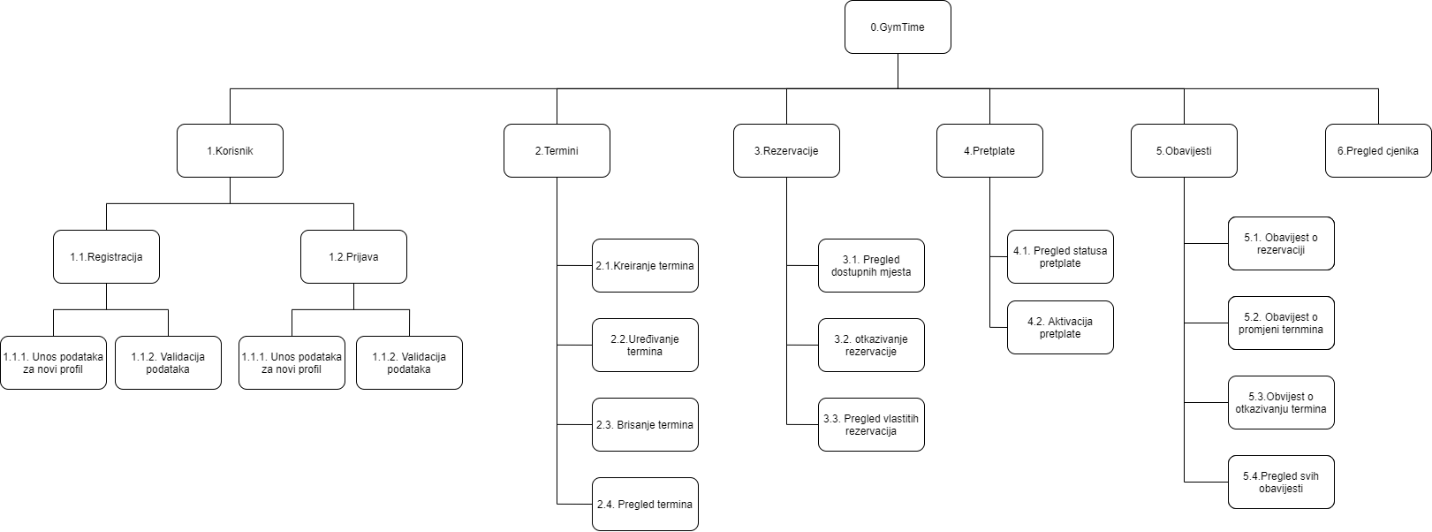 0.GymTime
1.Korisnik
2.Termini
3.Rezervacije
4.Pretplate
5.Obavijesti
6.Pregled cjenika
1.1.Registracija
1.2.Prijava
1.1.1. Unos podataka
za novi profil
1.1.2. Validacija
podataka
1.1.1. Unos podataka
za novi profil
1.1.2. Validacija
podataka
2.1.Kreiranje termina
2.2.Uređivanje
termina
2.3. Brisanje termina
2.4. Pregled termina
3.1. Pregled
dostupnih mjesta
3.2. otkazivanje
rezervacije
3.3. Pregled vlastitih
rezervacija
4.1. Pregled statusa
pretplate
4.2. Aktivacija
pretplate
5.1. Obavijest o
rezervaciji
5.2. Obavijest o
promjeni ternmina
5.3.Obvijest o
otkazivanju termina
5.4.Pregled svih
obavijesti